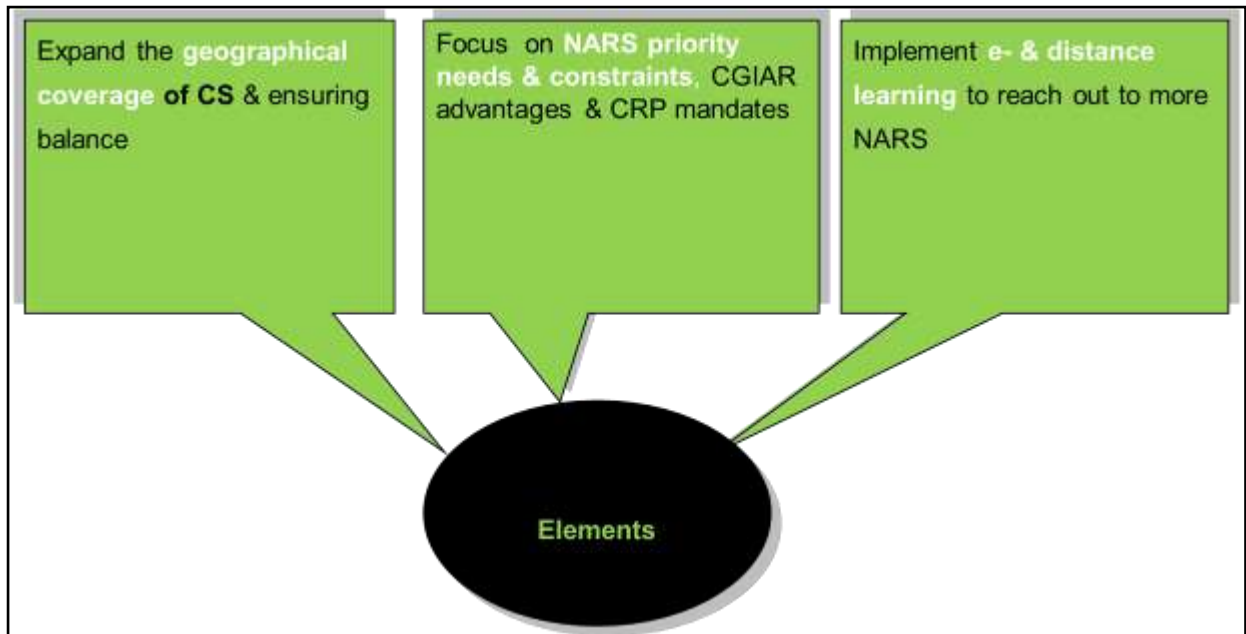 Expand the geographical
coverage of CS & ensuring
balance
Focus on NARS priority
needs & constraints, CGIAR
advantages & CRP mandates
Implement e- & distance
learning to reach out to more
NARS
Elements